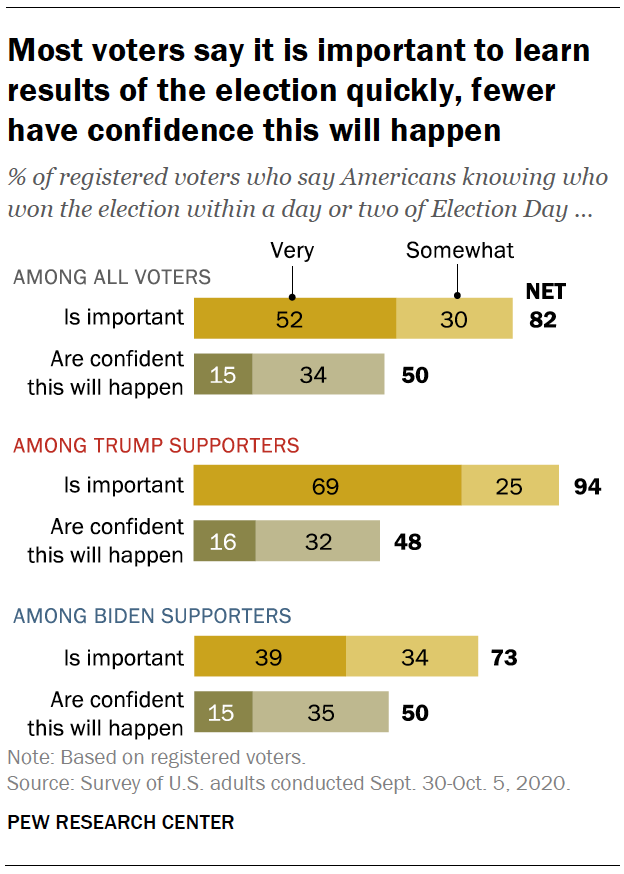 Most voters say it is important to learn
results of the election quickly, fewer
have confidence this will happen
% of registered voters who say Americans knowing who
won the election within a day or two of Election Day ...
Very Somewhat
AMONG ALL VOTERS
NET
Is important 52 30 82
Are confident
this will happen 15 34 50
AMONG TRUMP SUPPORTERS
Is important 69 25 94
Are confident
this will happen 16 32 48
AMONG BIDEN SUPPORTERS
Is important 39 34 73
Are confident
this will happen 15 35 50
Note: Based on registered voters.
Source: Survey of U.S. adults conducted Sept. 30-Oct. 5, 2020.
PEW RESEARCH CENTER